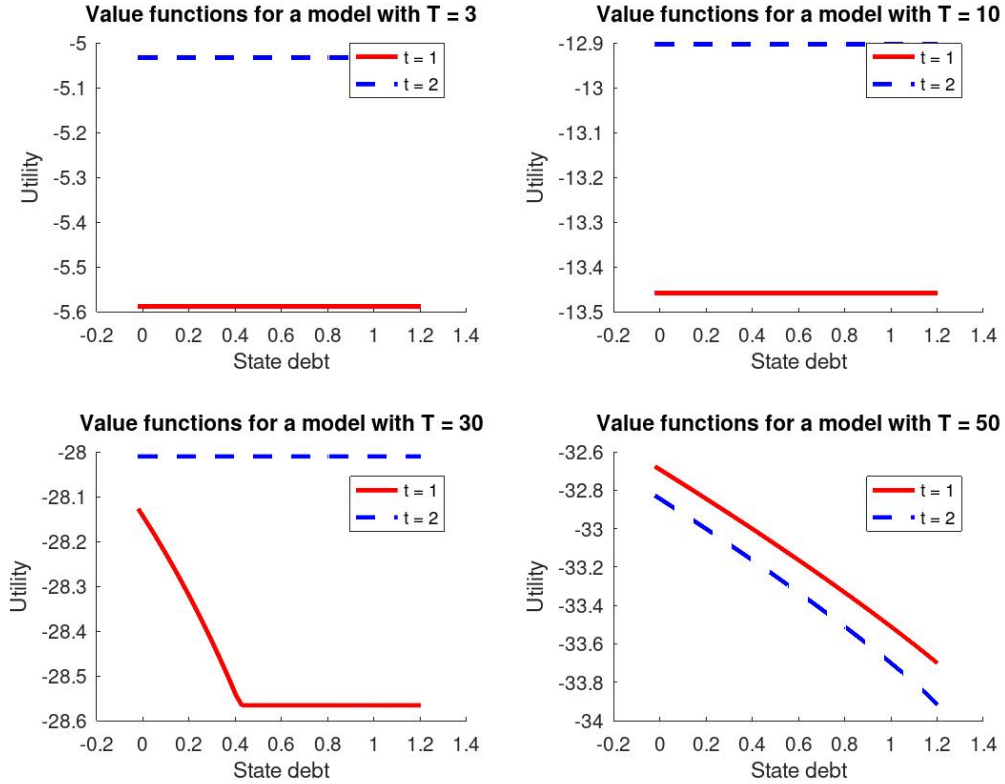 Value functions for a model with T = 3
-5
-5.1
-5.2
-5.3
-5.4
-5.5
-5.6
Utility
-0.2 0 0.2 0.4 0.6 0.8 1 1.2 1.4
State debt
t = 1
t = 2
Value functions for a model with T = 10
-12.9
-13
-13.1
-13.2
-13.3
-13.4
-13.5
Utility
-0.2 0 0.2 0.4 0.6 0.8 1 1.2 1.4
State debt
t = 1
t = 2
Value functions for a model with T = 30
-28
-28.1
-28.2
-28.3
-28.4
-28.5
-28.6
Utility
-0.2 0 0.2 0.4 0.6 0.8 1 1.2 1.4
State debt
t = 1
t = 2
Value functions for a model with T = 50
-32.6
-32.8
-33
-33.2
-33.4
-33.6
-33.8
-34
Utility
-0.2 0 0.2 0.4 0.6 0.8 1 1.2 1.4
State debt
t = 1
t = 2